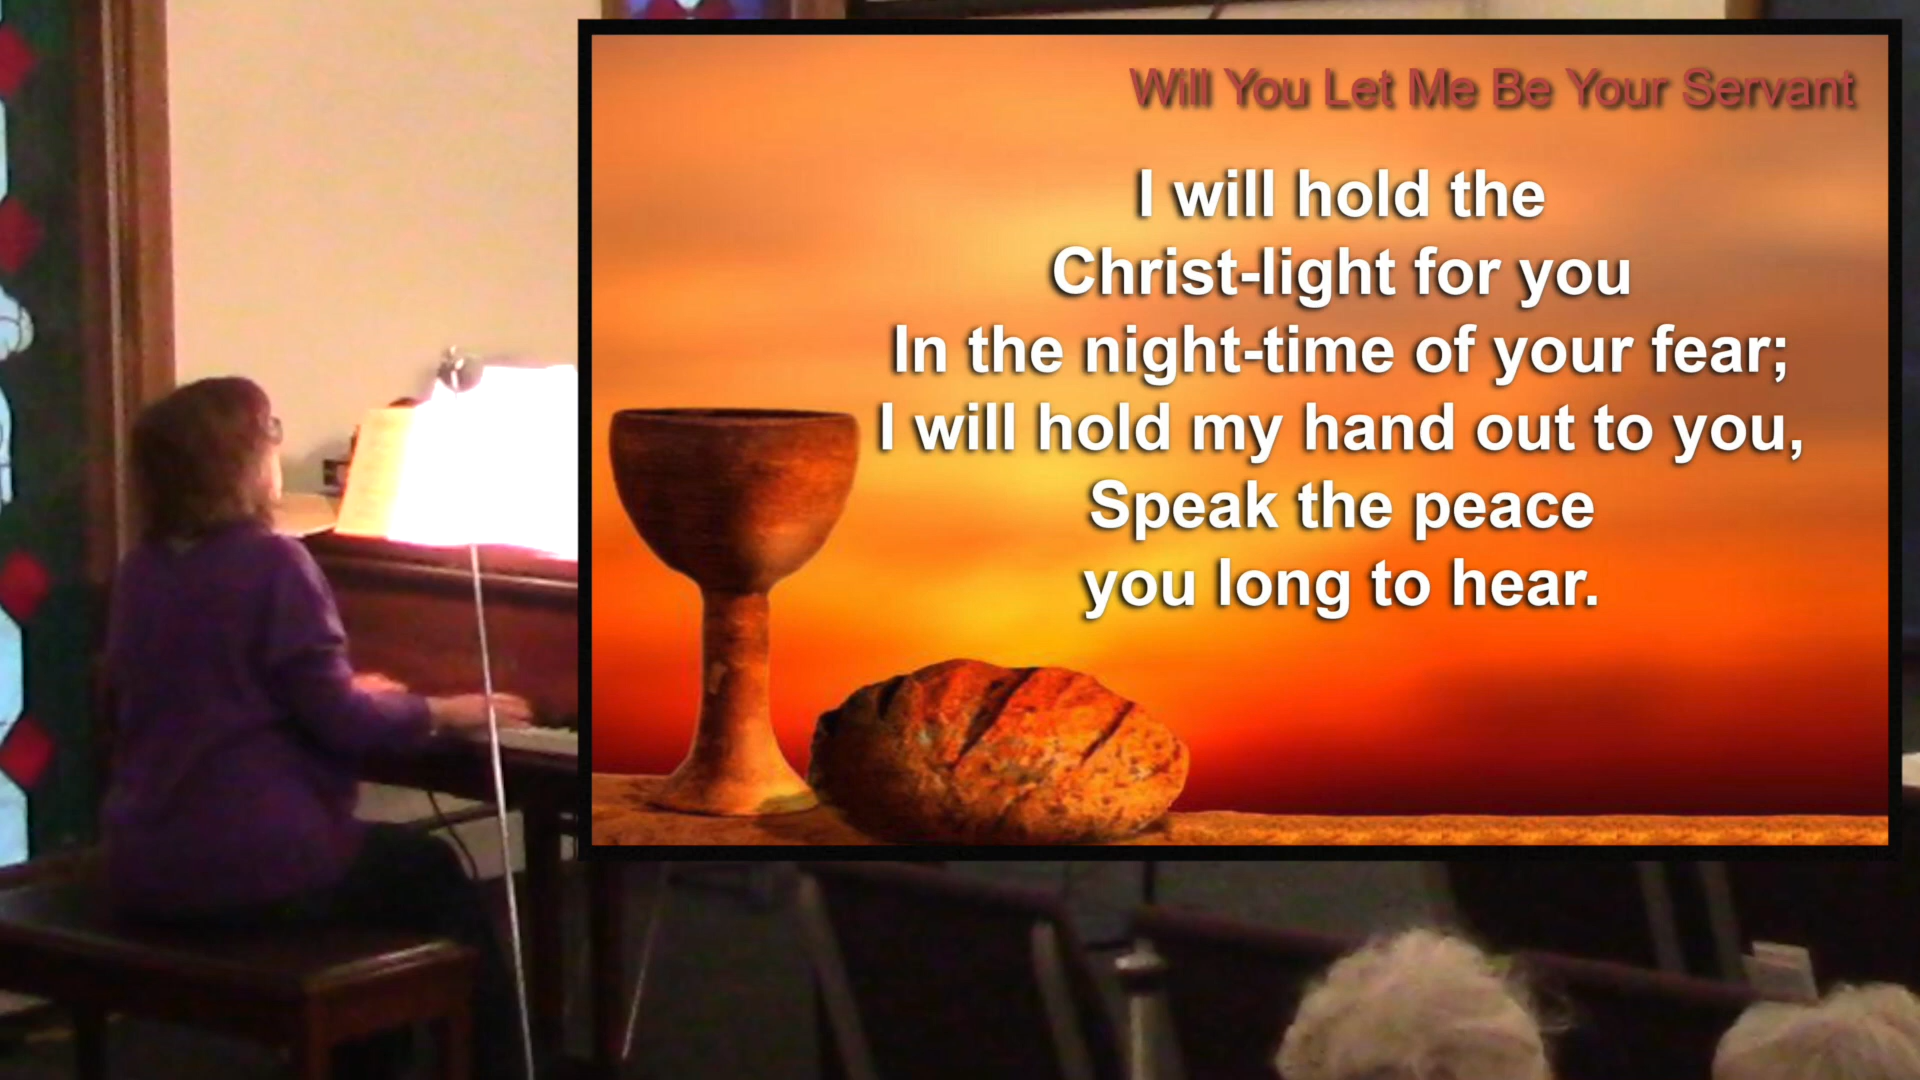 Will You Let Me Be Your Servant
I will hold the
Christ-light for you
In the night-time of your fear;
I will hold my hand out to you,
Speak the peace
you long to hear.